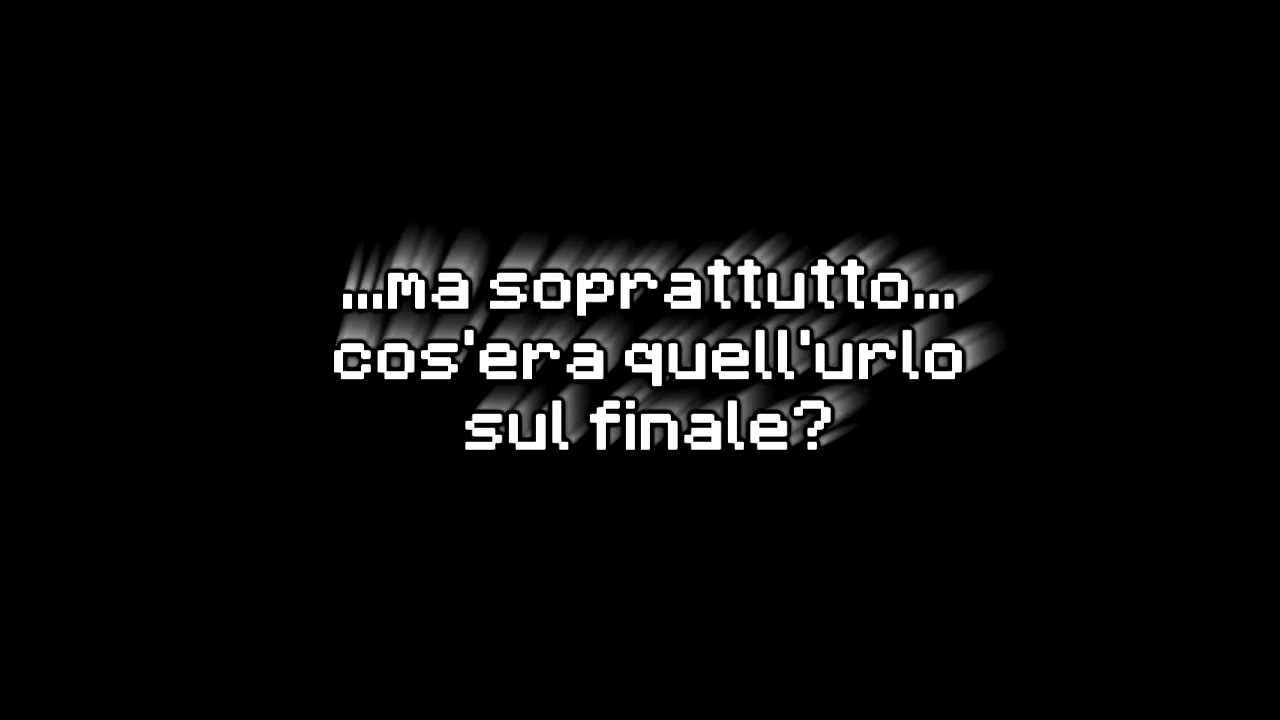 ...ma soprattutto...
cos'era quell'urlo
sul finale?